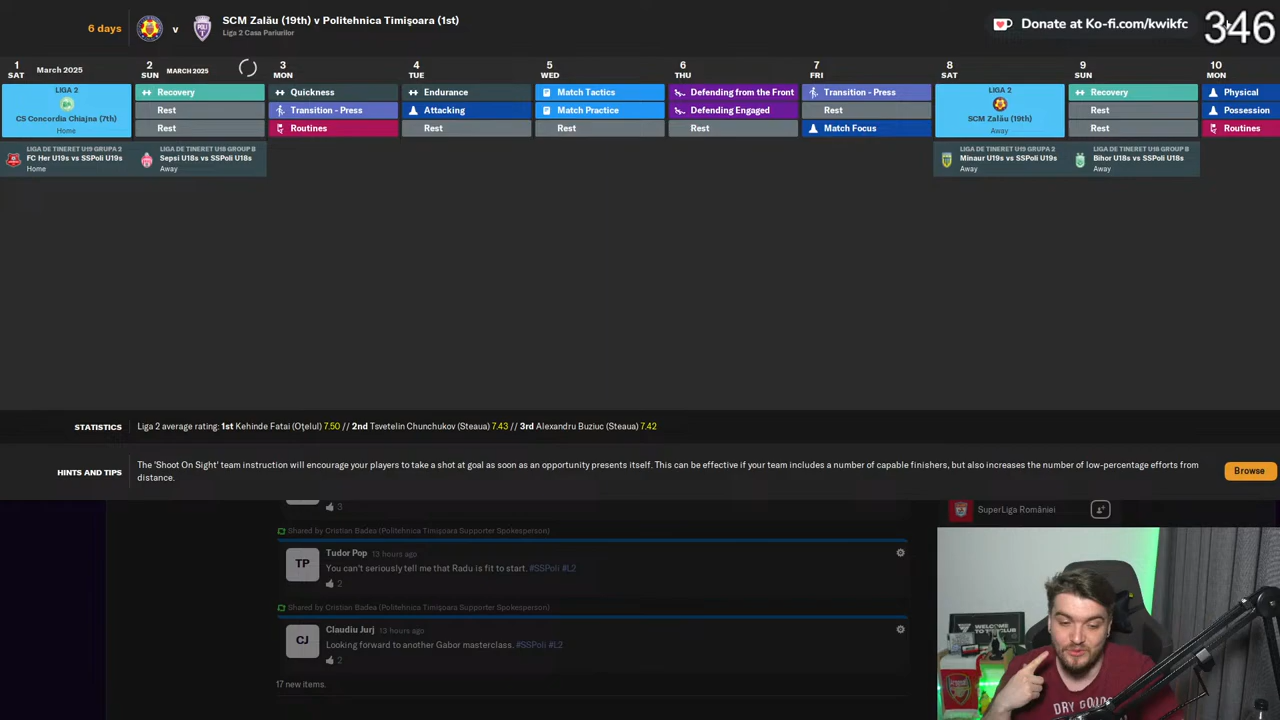 6 days
v
SCM Zalău (19th) v Politehnica Timişoara (1st)
Liga 2 Casa Pariurilor
Donate at Ko-fi.com/kwikfc
346
1
SAT
March 2025
2
SUN
MARCH 2025
3
MON
4
TUE
5
WED
6
THU
7
FRI
8
SAT
9
SUN
10
MON
LIGA 2
CS Concordia Chiajna (7th)
Home
Recovery
Rest
Rest
Quickness
Transition - Press
Routines
Endurance
Attacking
Rest
Match Tactics
Match Practice
Rest
Defending from the Front
Defending Engaged
Rest
Transition - Press
Rest
Match Focus
LIGA 2
SCM Zalău (19th)
Away
Recovery
Rest
Rest
Physical
Possession
Routines
LIGA DE TINERET U19 GRUPA 2
FC Her U19s vs SSPoli U19s
Home
LIGA DE TINERET U18 GROUP B
Sepsi U18s vs SSPoli U18s
Away
LIGA DE TINERET U19 GRUPA 2
Minaur U19s vs SSPoli U19s
Away
LIGA DE TINERET U18 GROUP B
Bihor U18s vs SSPoli U18s
Away
STATISTICS
Liga 2 average rating: 1st Kehinde Fatai (Oţelul) 7.50 // 2nd Tsvetelin Chunchukov (Steaua) 7.43 // 3rd Alexandru Buziuc (Steaua) 7.42
HINTS AND TIPS
The 'Shoot On Sight' team instruction will encourage your players to take a shot at goal as soon as an opportunity presents itself. This can be effective if your team includes a number of capable finishers, but also increases the number of low-percentage efforts from
distance.
Browse
3
SuperLiga României
Shared by Cristian Badea (Politehnica Timişoara Supporter Spokesperson)
TP
Tudor Pop 13 hours ago
You can't seriously tell me that Radu is fit to start. #SSPoli #L2
2
Shared by Cristian Badea (Politehnica Timişoara Supporter Spokesperson)
CJ
Claudiu Jurj 13 hours ago
Looking forward to another Gabor masterclass. #SSPoli #L2
2
17 new items.
WELCOME
Arsenal